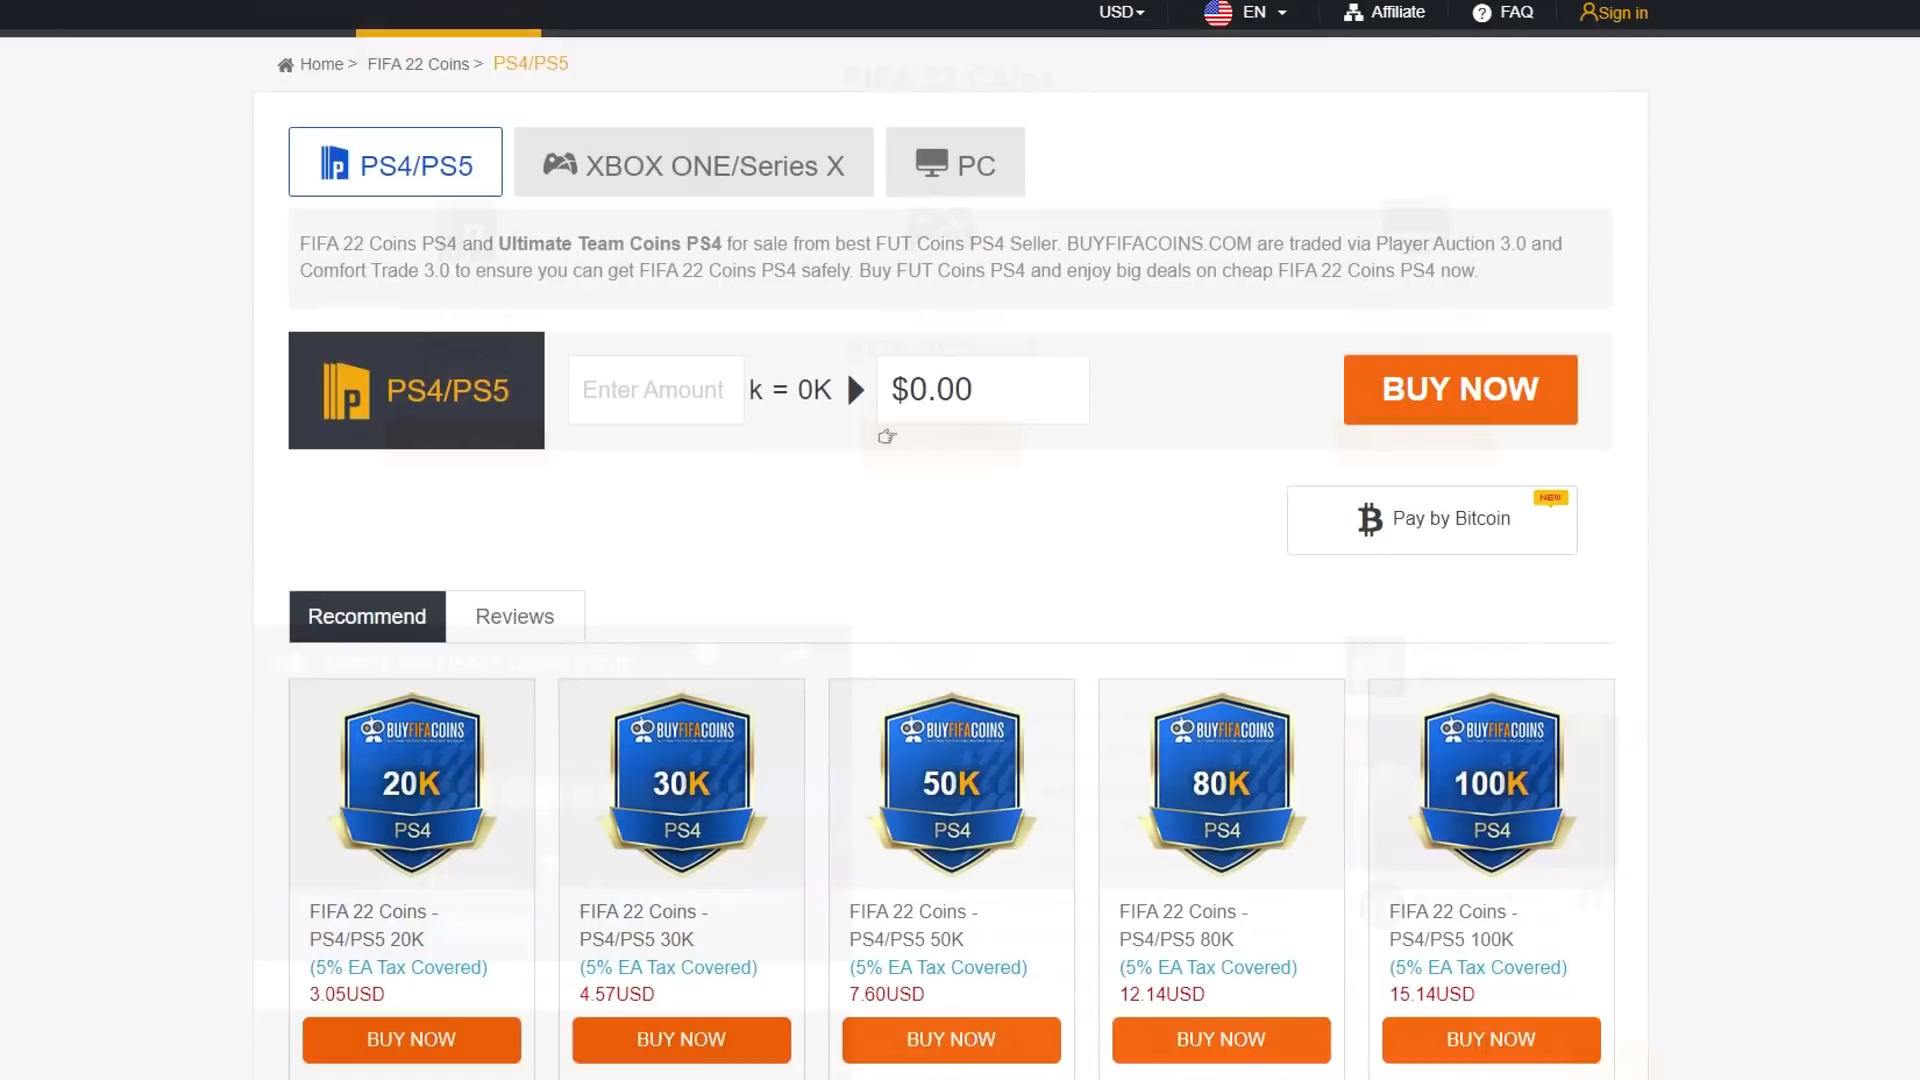 USD
EN
Affiliate
FAQ
Sign in
Home > FIFA 22 Coins > PS4/PS5
PS4/PS5
XBOX ONE/Series X
PC
FIFA 22 Coins PS4 and Ultimate Team Coins PS4 for sale from best FUT Coins PS4 Seller. BUYFIFACOINS.COM are traded via Player Auction 3.0 and
Comfort Trade 3.0 to ensure you can get FIFA 22 Coins PS4 safely. Buy FUT Coins PS4 and enjoy big deals on cheap FIFA 22 Coins PS4 now.
PS4/PS5
Enter Amount
k = 0K
$0.00
BUY NOW
NEW
Pay by Bitcoin
Recommend
Reviews
BUYFIFACOINS
20K
PS4
FIFA 22 Coins -
PS4/PS5 20K
(5% EA Tax Covered)
3.05USD
BUY NOW
BUYFIFACOINS
30K
PS4
FIFA 22 Coins -
PS4/PS5 30K
(5% EA Tax Covered)
4.57USD
BUY NOW
BUYFIFACOINS
50K
PS4
FIFA 22 Coins -
PS4/PS5 50K
(5% EA Tax Covered)
7.60USD
BUY NOW
BUYFIFACOINS
80K
PS4
FIFA 22 Coins -
PS4/PS5 80K
(5% EA Tax Covered)
12.14USD
BUY NOW
BUYFIFACOINS
100K
PS4
FIFA 22 Coins -
PS4/PS5 100K
(5% EA Tax Covered)
15.14USD
BUY NOW